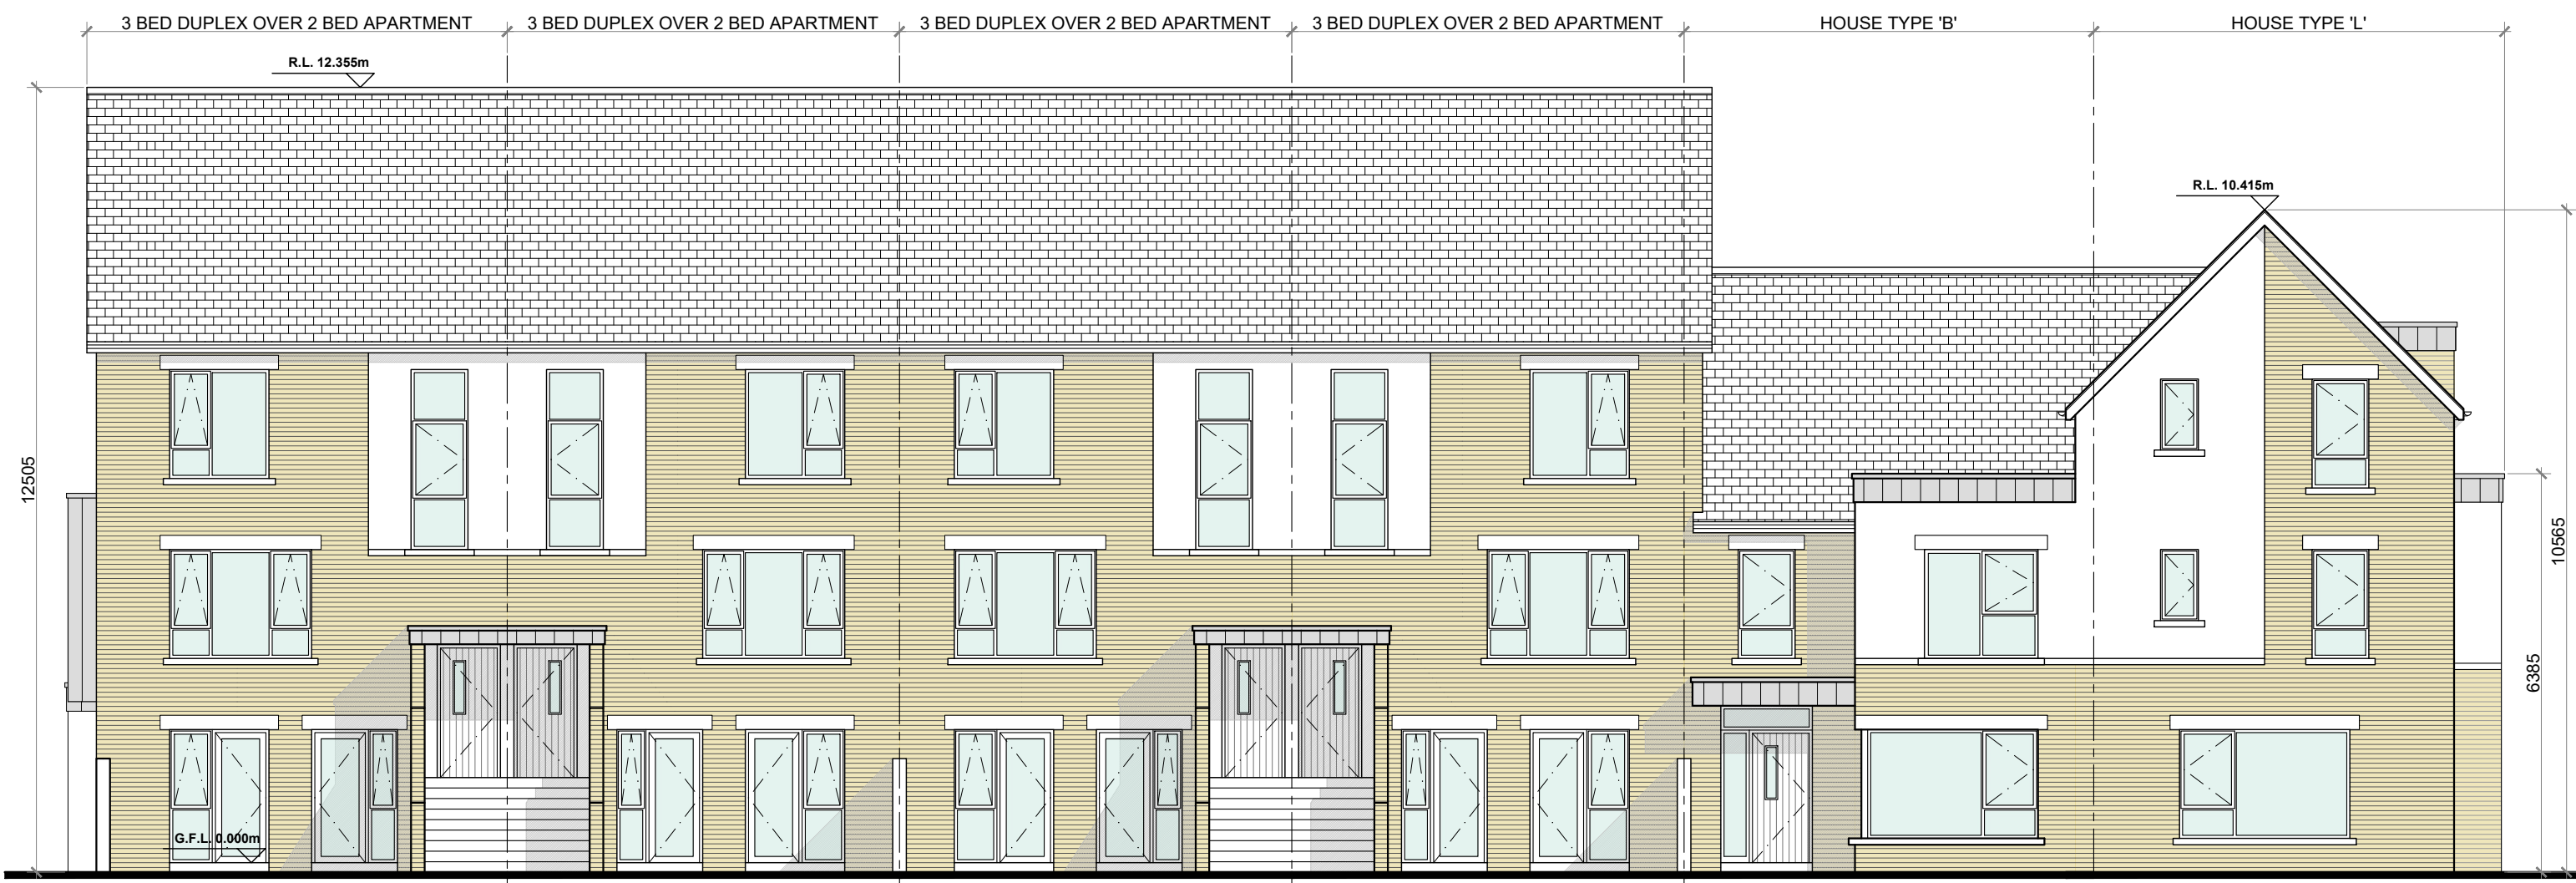 3 BED DUPLEX OVER 2 BED APARTMENT
3 BED DUPLEX OVER 2 BED APARTMENT
3 BED DUPLEX OVER 2 BED APARTMENT
3 BED DUPLEX OVER 2 BED APARTMENT
HOUSE TYPE 'B'
HOUSE TYPE 'L'
R.L. 12.355m
R.L. 10.415m
12505
10565
6385
G.F.L. 0.000m